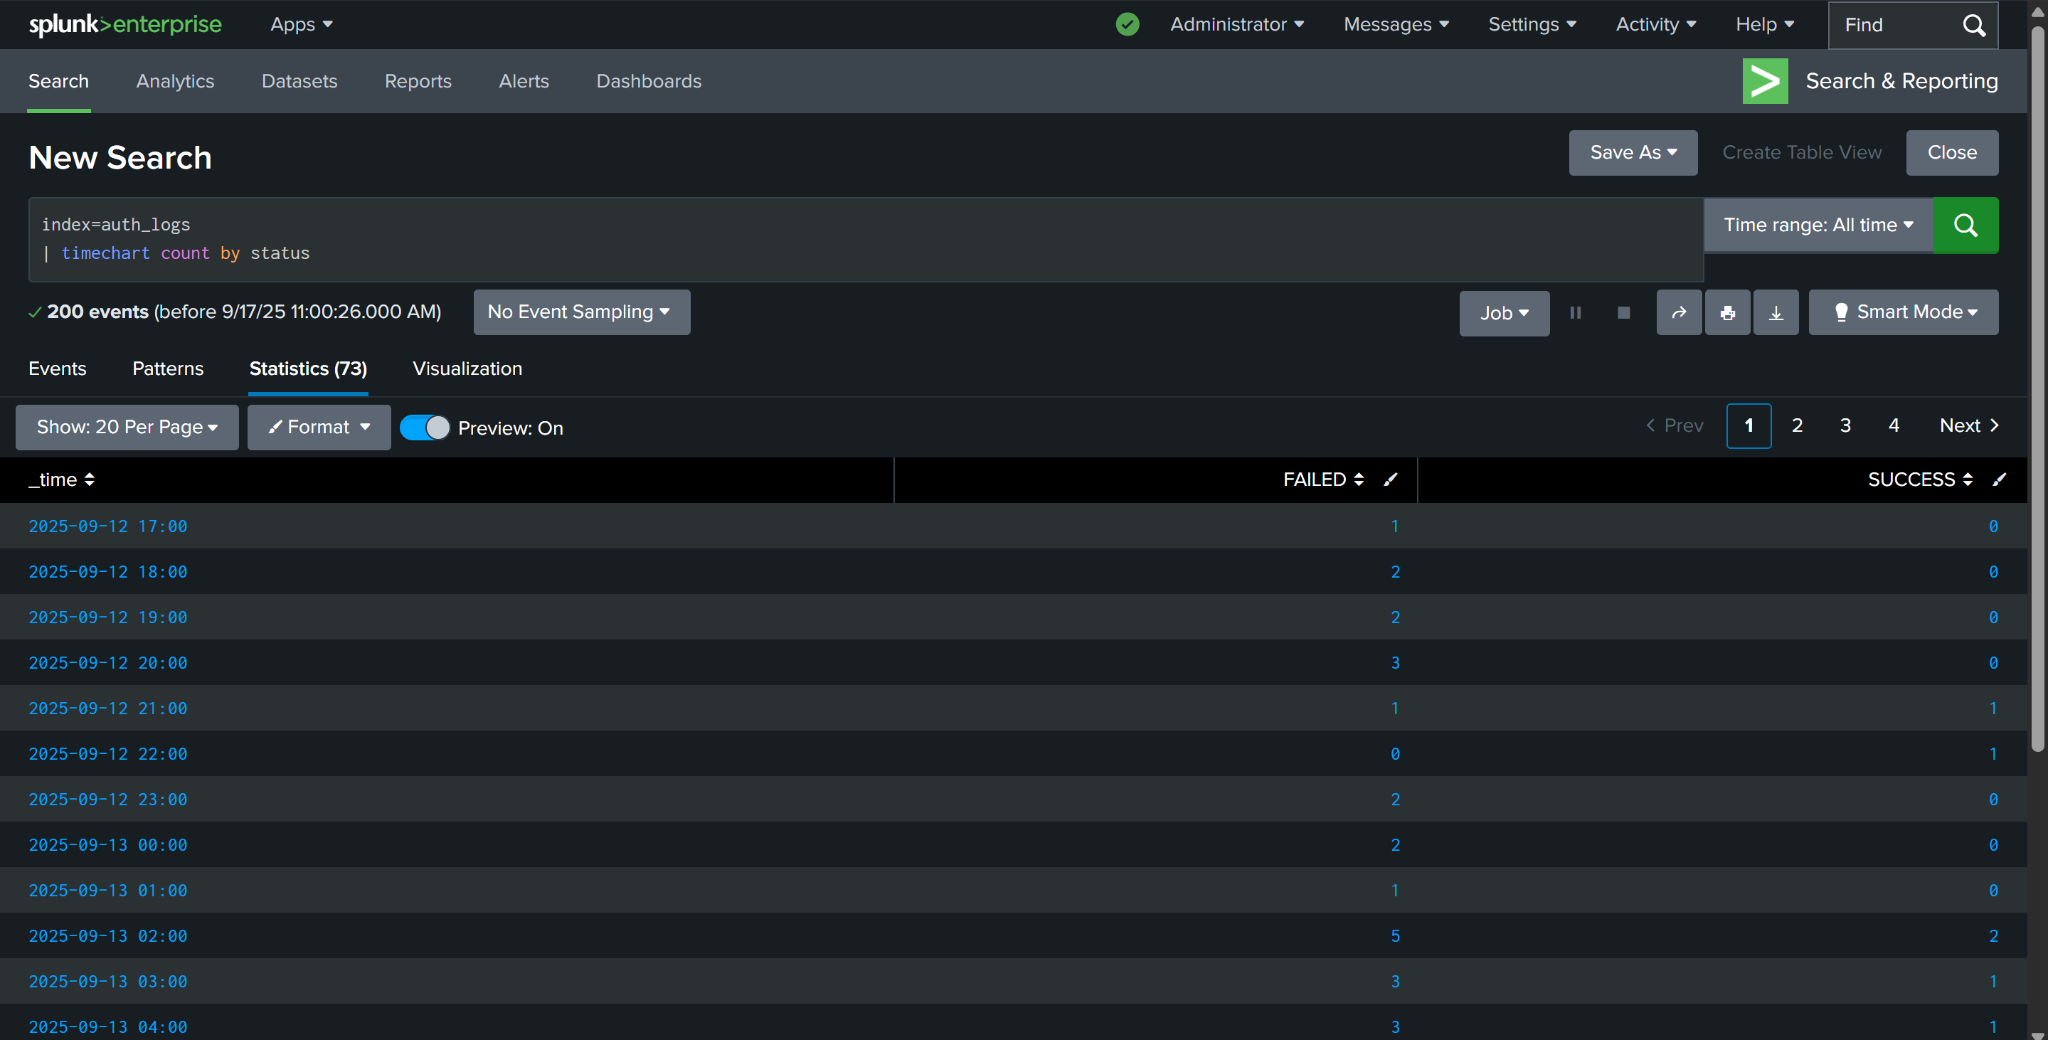 splunk>enterprise Apps Administrator Messages Settings Activity Help Find
Search Analytics Datasets Reports Alerts Dashboards Search & Reporting
New Search Save As Create Table View Close
index=auth_logs
| timechart count by status
Time range: All time
200 events (before 9/17/25 11:00:26.000 AM) No Event Sampling Job Smart Mode
Events Patterns Statistics (73) Visualization
Show: 20 Per Page Format Preview: On < Prev 1 2 3 4 Next >
_time FAILED SUCCESS
2025-09-12 17:00 1 0
2025-09-12 18:00 2 0
2025-09-12 19:00 2 0
2025-09-12 20:00 3 0
2025-09-12 21:00 1 1
2025-09-12 22:00 0 1
2025-09-12 23:00 2 0
2025-09-13 00:00 2 0
2025-09-13 01:00 1 0
2025-09-13 02:00 5 2
2025-09-13 03:00 3 1
2025-09-13 04:00 3 1